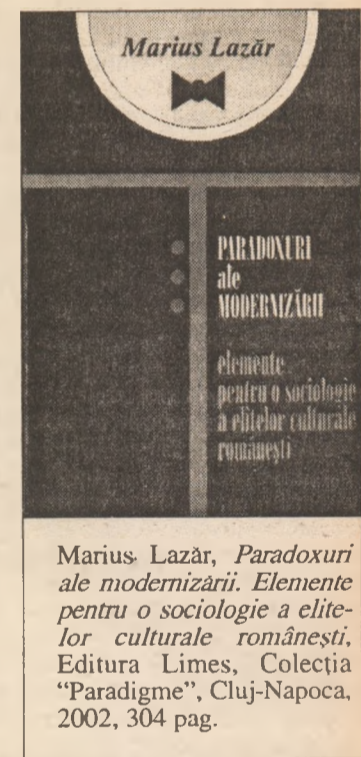 Marius Lazăr
PARADOXURI
ale
MODERNIZĂRII
elemente
pentru o sociologie
a elitelor culturale
românești
Marius Lazăr, Paradoxuri
ale modernizării. Elemente
pentru o sociologie a elite-
lor culturale românești,
Editura Limes, Colecția
“Paradigme”, Cluj-Napoca,
2002, 304 pag.